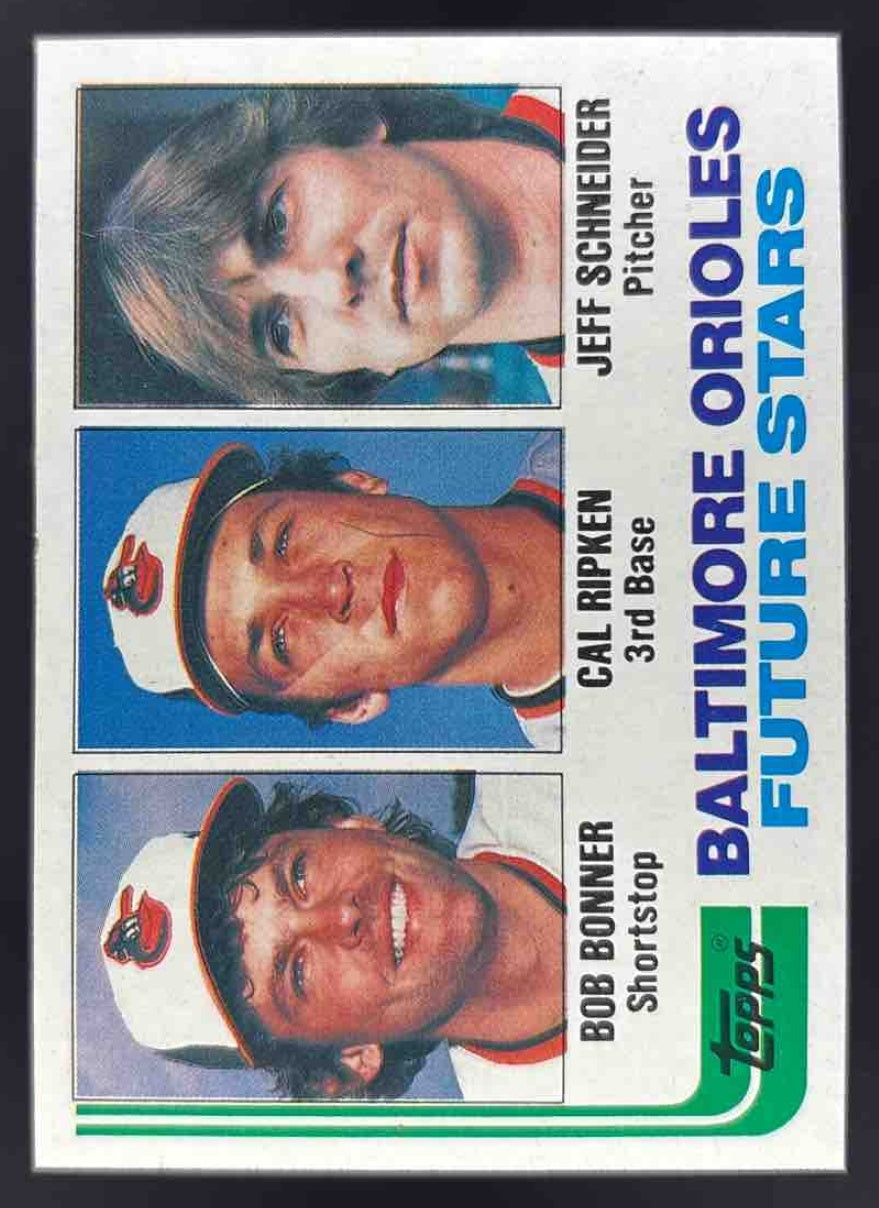 BOB BONNER
Shortstop
CAL RIPKEN
3rd Base
JEFF SCHNEIDER
Pitcher
topps®
BALTIMORE ORIOLES
FUTURE STARS